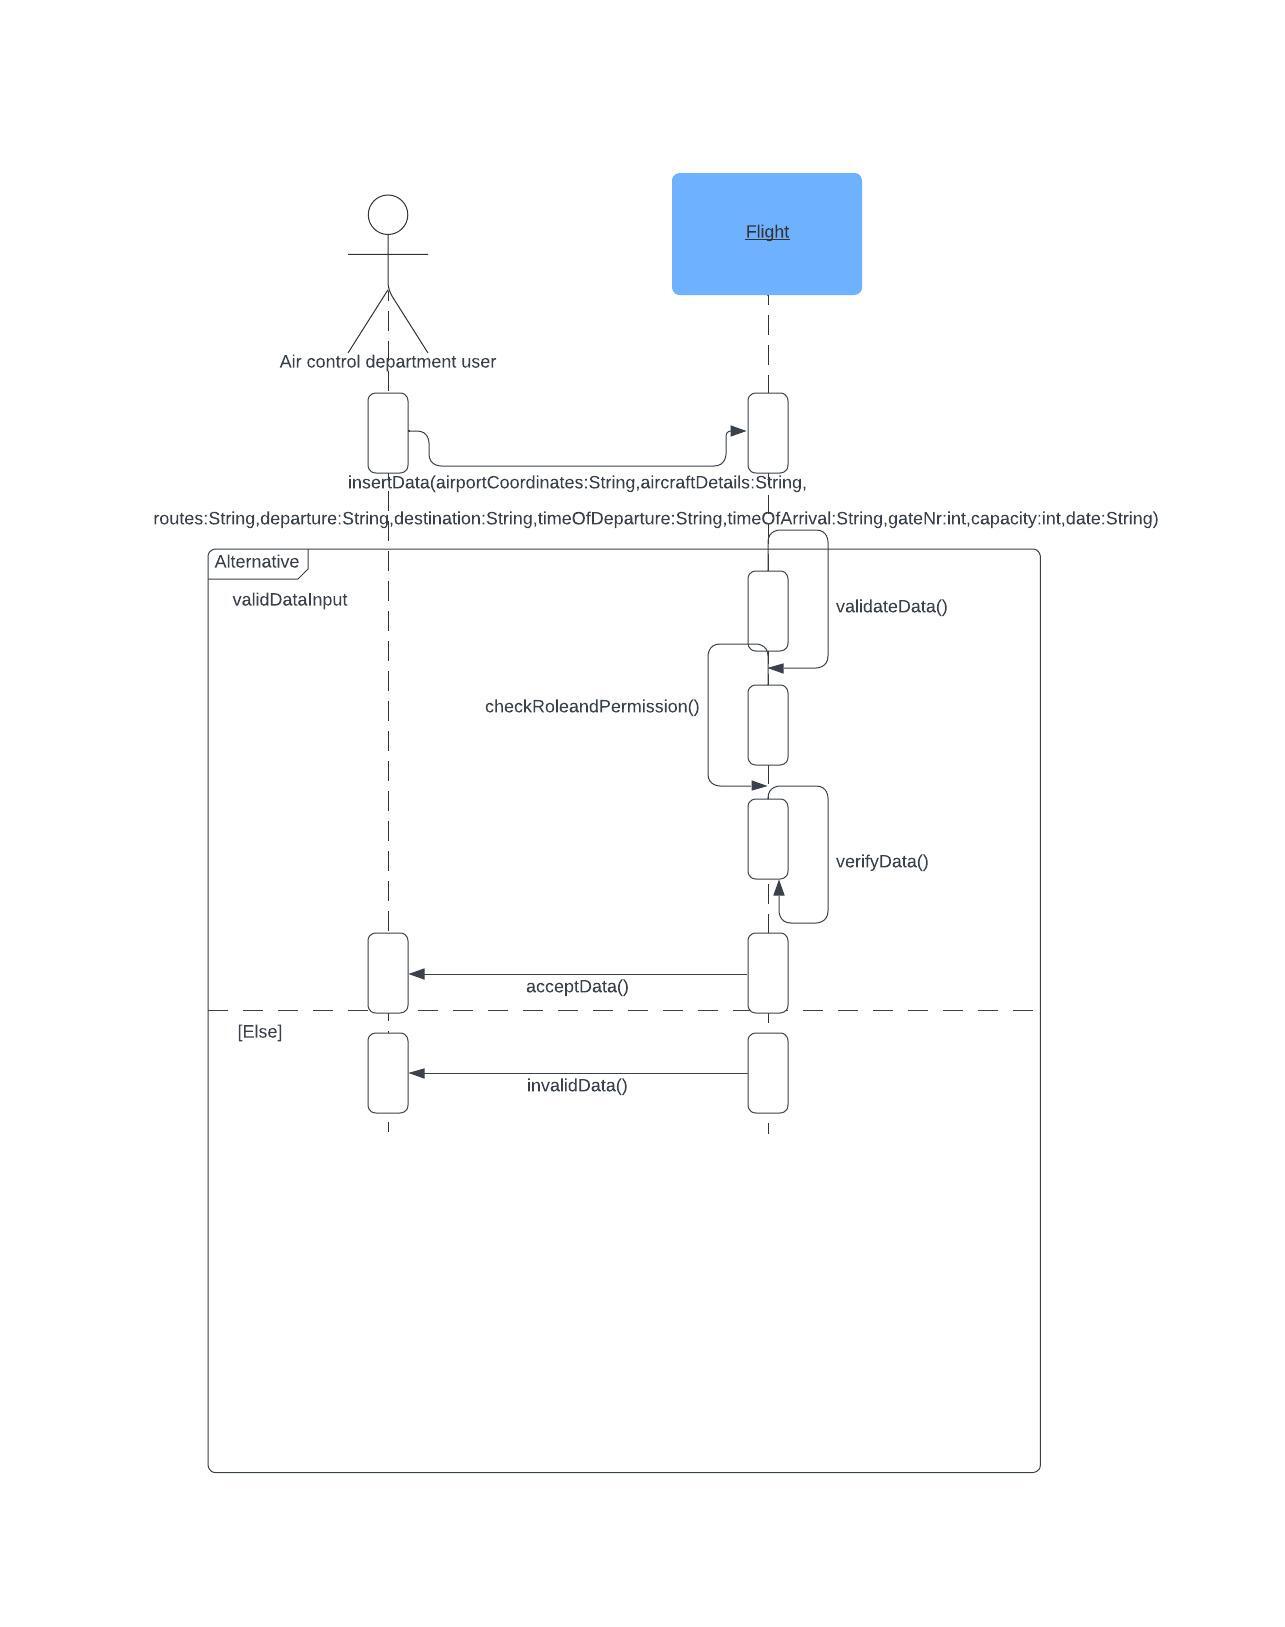 Flight
Air control department user
insertData(airportCoordinates:String,aircraftDetails:String,
routes:String,departure:String,destination:String,timeOfDeparture:String,timeOfArrival:String,gateNr:int,capacity:int,date:String)
Alternative
validDataInput
validateData()
checkRoleandPermission()
verifyData()
acceptData()
[Else]
invalidData()